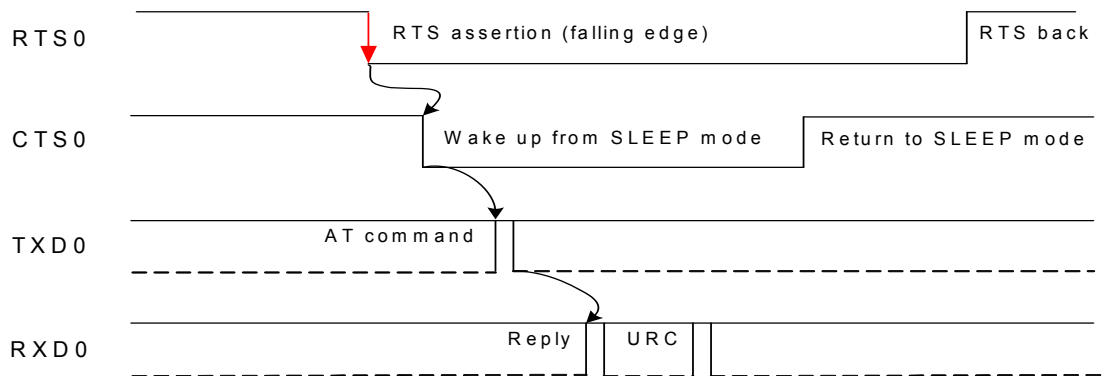 RTS0
RTS assertion (falling edge)
RTS back
CTS0
Wake up from SLEEP mode
Return to SLEEP mode
TXD0
AT command
RXD0
Reply
URC